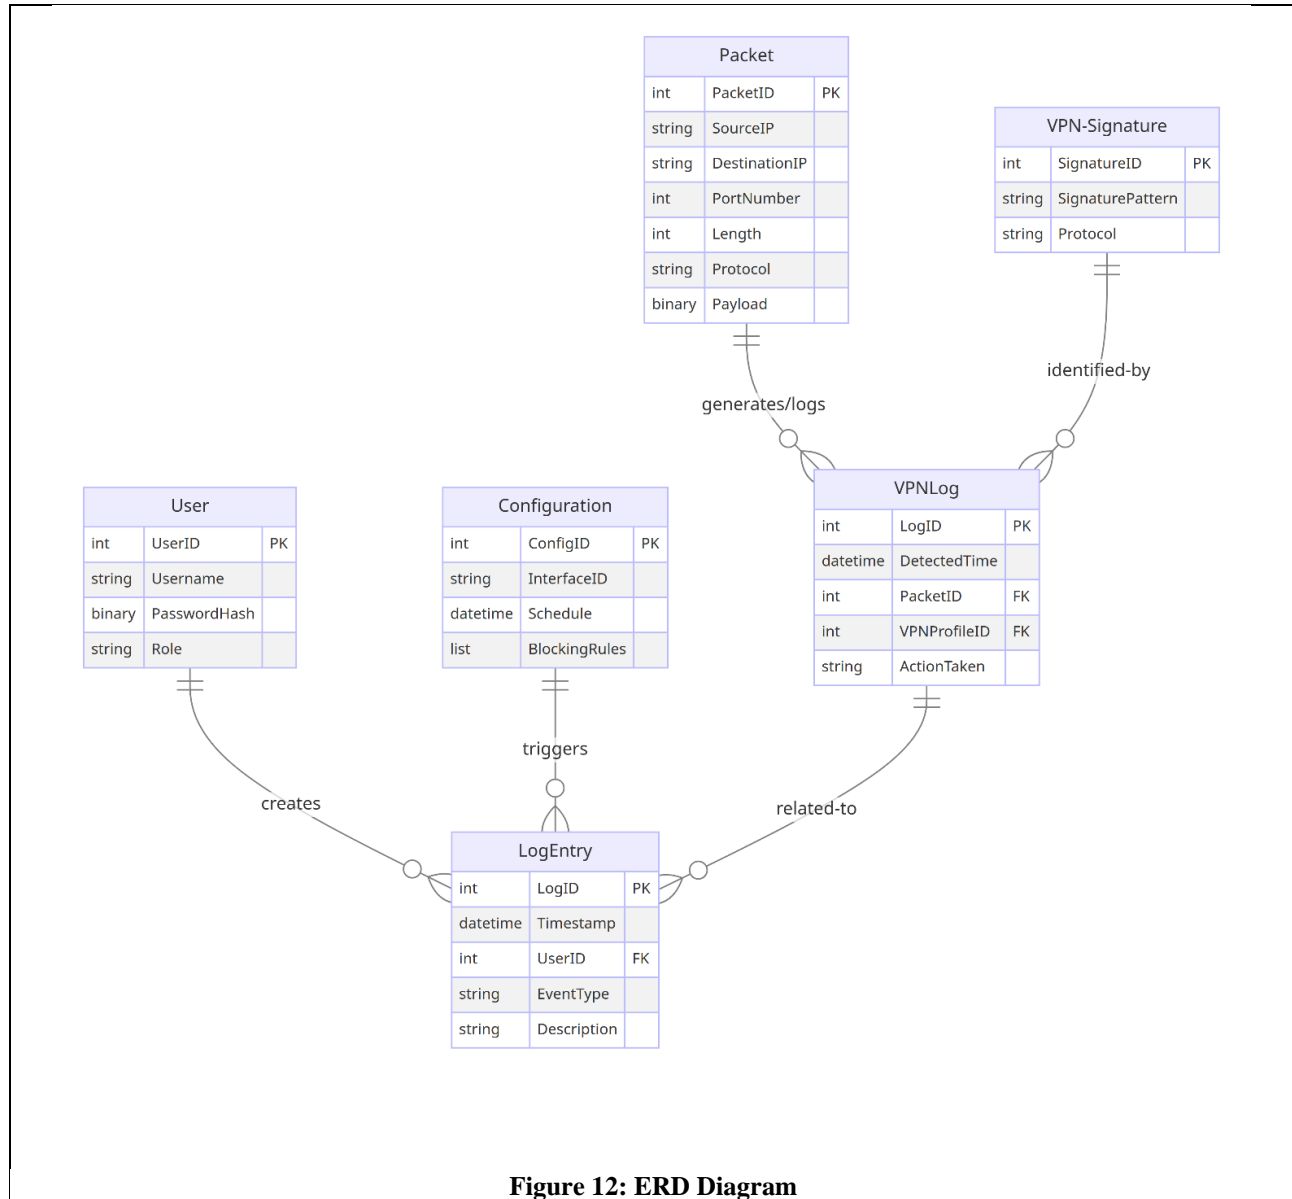 Packet
int PacketID PK
string SourceIP
string DestinationIP
int PortNumber
int Length
string Protocol
binary Payload
VPN-Signature
int SignatureID PK
string SignaturePattern
string Protocol
identified-by
generates/logs
User
int UserID PK
string Username
binary PasswordHash
string Role
Configuration
int ConfigID PK
string InterfaceID
datetime Schedule
list BlockingRules
VPNLog
int LogID PK
datetime DetectedTime
int PacketID FK
int VPNProfileID FK
string ActionTaken
triggers
creates
related-to
LogEntry
int LogID PK
datetime Timestamp
int UserID FK
string EventType
string Description
Figure 12: ERD Diagram